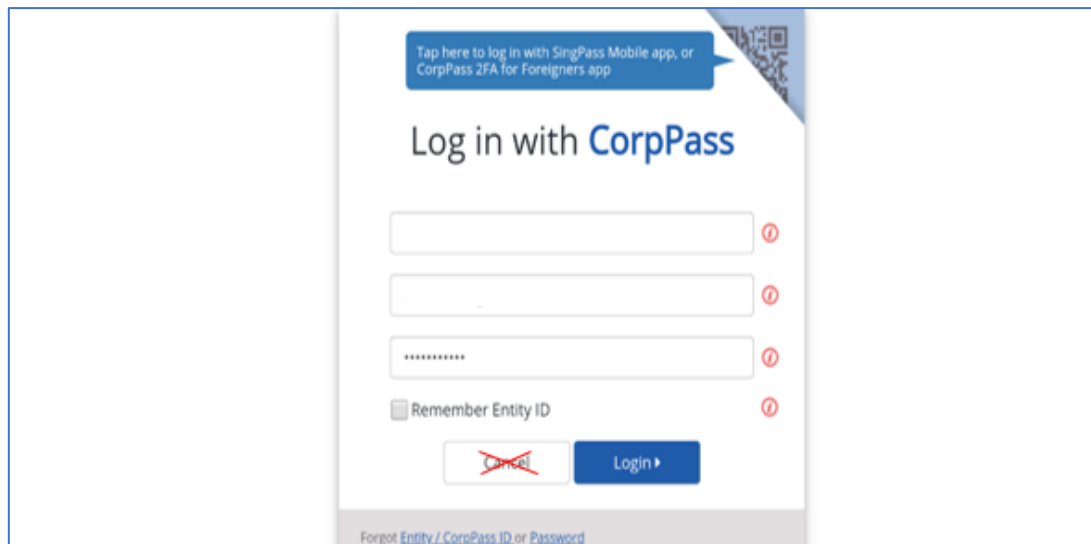 Tap here to log in with SingPass Mobile app, or
CorpPass 2FA for Foreigners app
Log in with CorpPass
•••••••••••
Remember Entity ID
Cancel
Login
Forgot Entity / CorpPass ID or Password